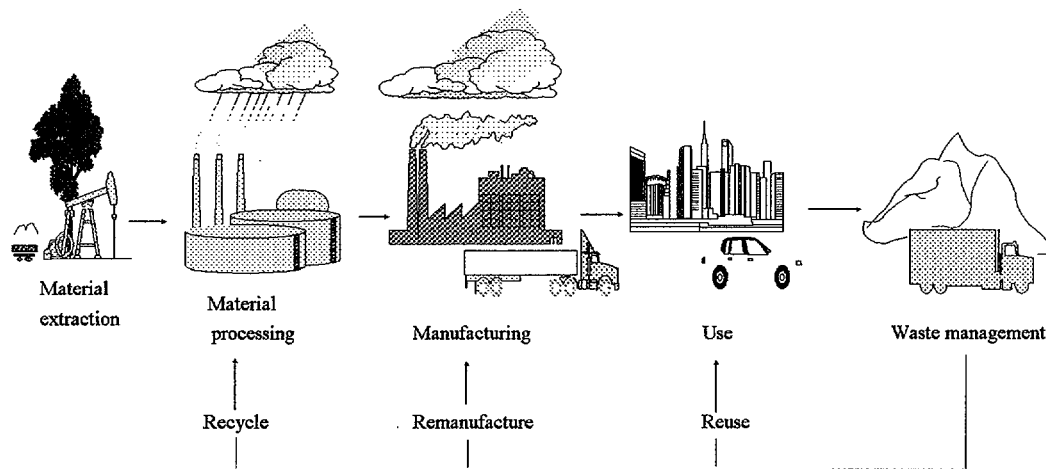 Material
extraction
Material
processing
Manufacturing
Use
Waste management
Recycle
Remanufacture
Reuse